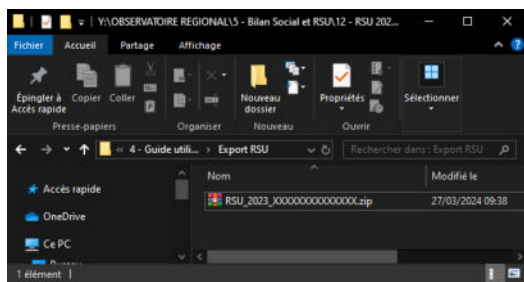 Y:\OBSERVATOIRE REGIONAL\5 - Bilan Social et RSU\12 - RSU 202...
Fichier Accueil Partage Affichage
Épingler à Accès rapide
Copier
Coller
Nouveau dossier
Propriétés
Sélectionner
Presse-papiers Organiser Nouveau Ouvrir
« 4 - Guide utili... > Export RSU
Rechercher dans : Export RSU
Nom Modifié le
Accès rapide
RSU_2023_XXXXXXXXXXXXXX.zip 27/03/2024 09:38
OneDrive
Ce PC
1 élément